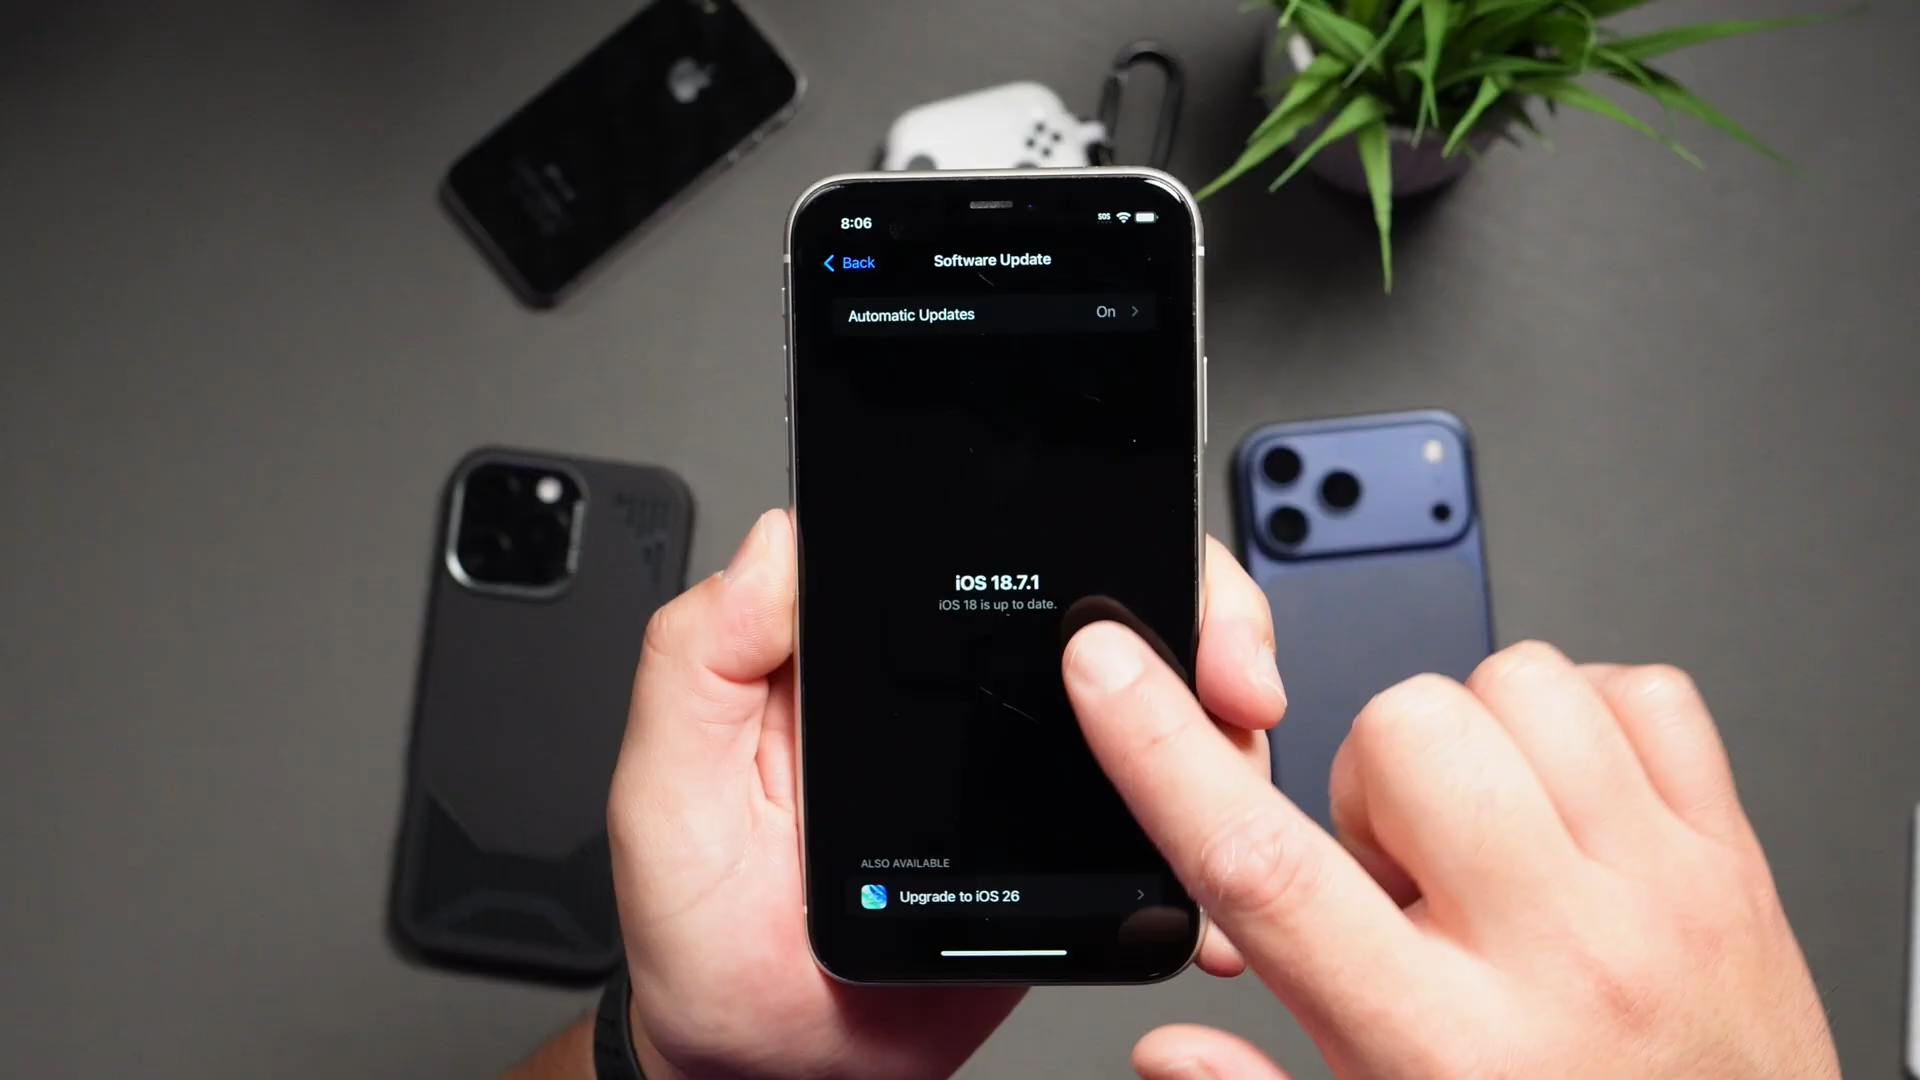 8:06
SOS
Back
Software Update
Automatic Updates
On
iOS 18.7.1
iOS 18 is up to date.
ALSO AVAILABLE
Upgrade to iOS 26